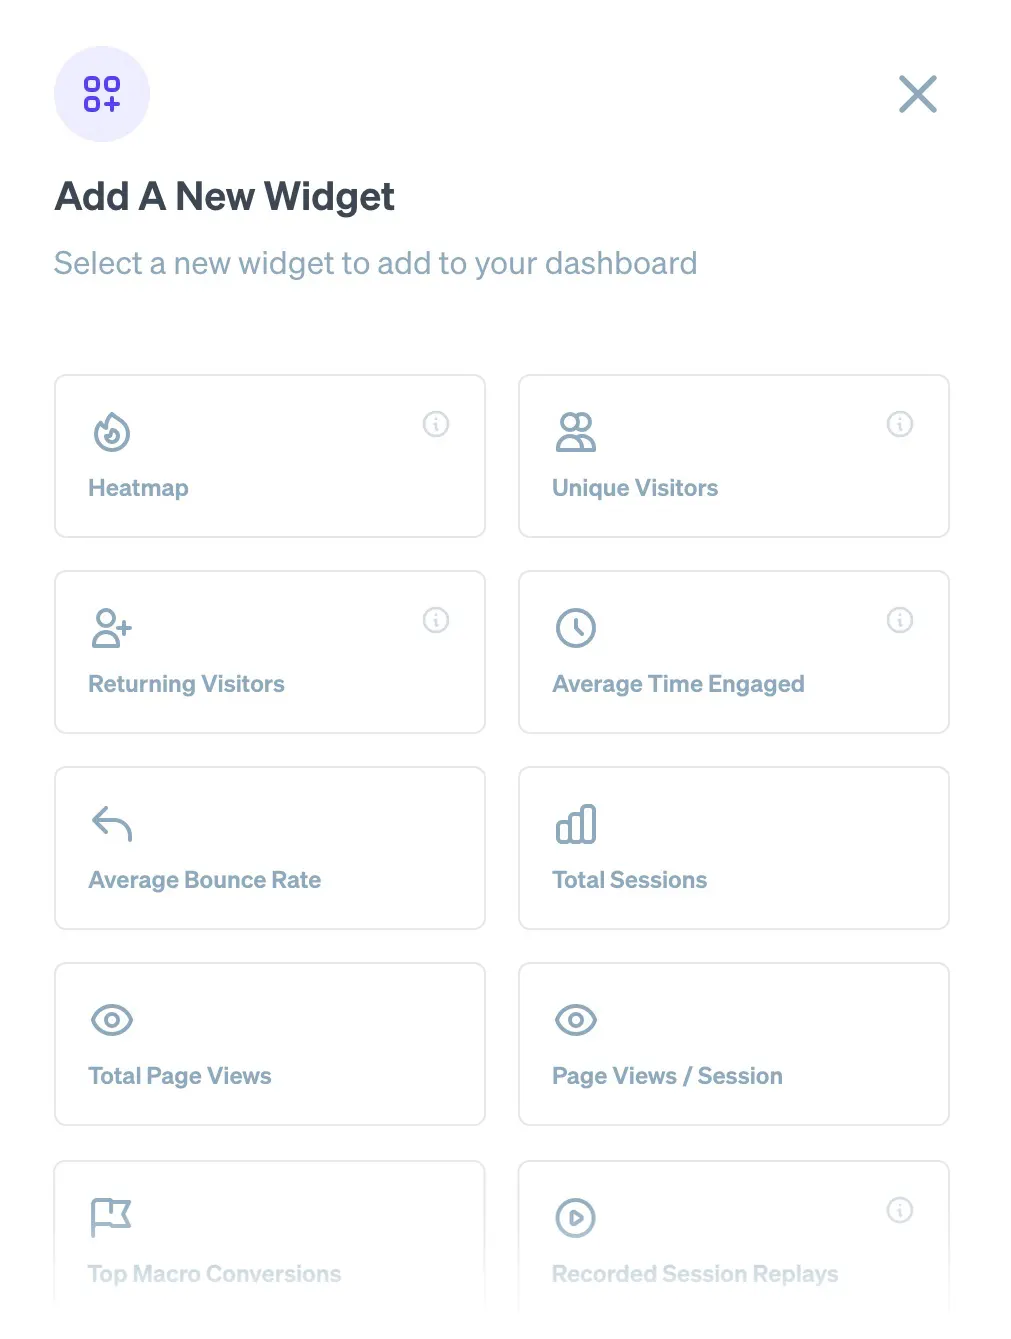 Add A New Widget
Select a new widget to add to your dashboard
Heatmap
Unique Visitors
Returning Visitors
Average Time Engaged
Average Bounce Rate
Total Sessions
Total Page Views
Page Views / Session
Top Macro Conversions
Recorded Session Replays